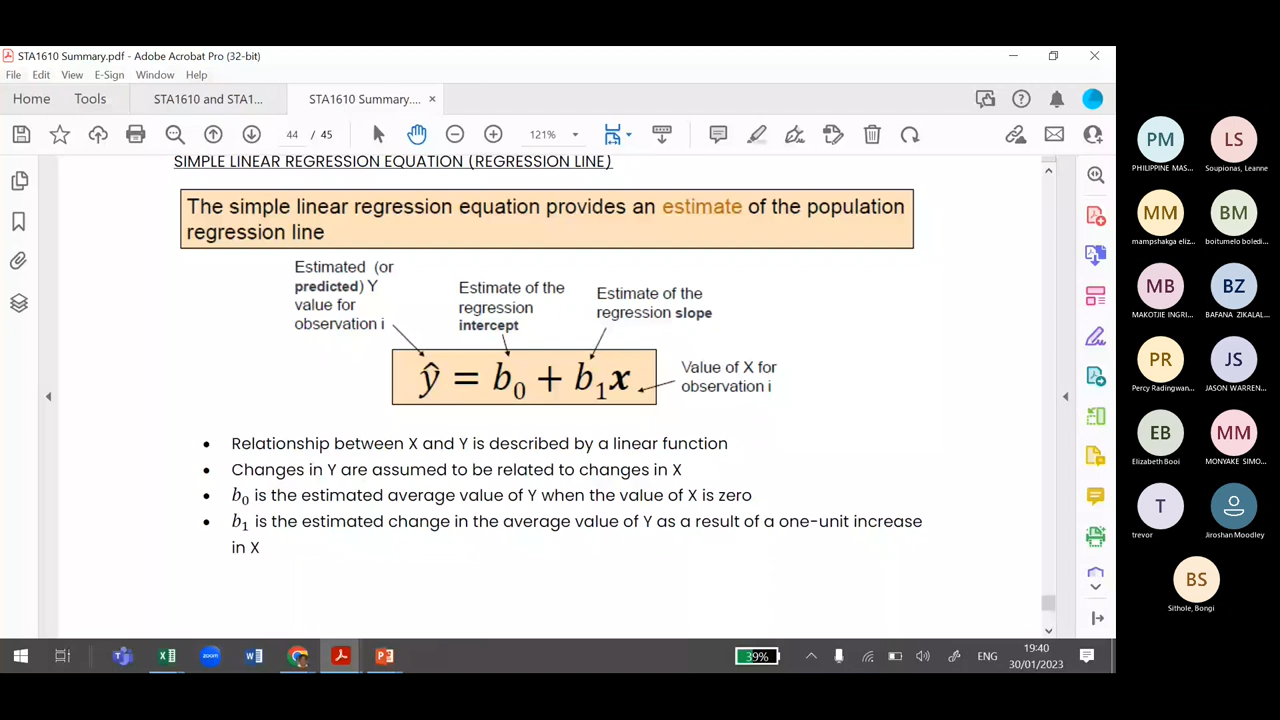 STA1610 Summary.pdf - Adobe Acrobat Pro (32-bit)
File Edit View E-Sign Window Help
Home Tools STA1610 and STA1... STA1610 Summary.... ×
44 / 45 121%
SIMPLE LINEAR REGRESSION EQUATION (REGRESSION LINE)
The simple linear regression equation provides an estimate of the population
regression line
Estimated (or
predicted) Y
value for
observation i
Estimate of the
regression
intercept
Estimate of the
regression slope
ŷ = b₀ + b₁x
Value of X for
observation i
• Relationship between X and Y is described by a linear function
• Changes in Y are assumed to be related to changes in X
• b₀ is the estimated average value of Y when the value of X is zero
• b₁ is the estimated change in the average value of Y as a result of a one-unit increase
in X
PM LS
PHILIPPINE MAS... Soupionas, Leanne
MM BM
mampshakga eliz... boitumelo boledi...
MB BZ
MAKOTJIE INGRI... BAFANA ZIKALAL...
PR JS
Percy Radingwan... JASON WARREN...
EB MM
Elizabeth Booi MONYAKE SIMO...
T
trevor Jiroshan Moodley
BS
Sithole, Bongi
zoom
39%
ENG
19:40
30/01/2023